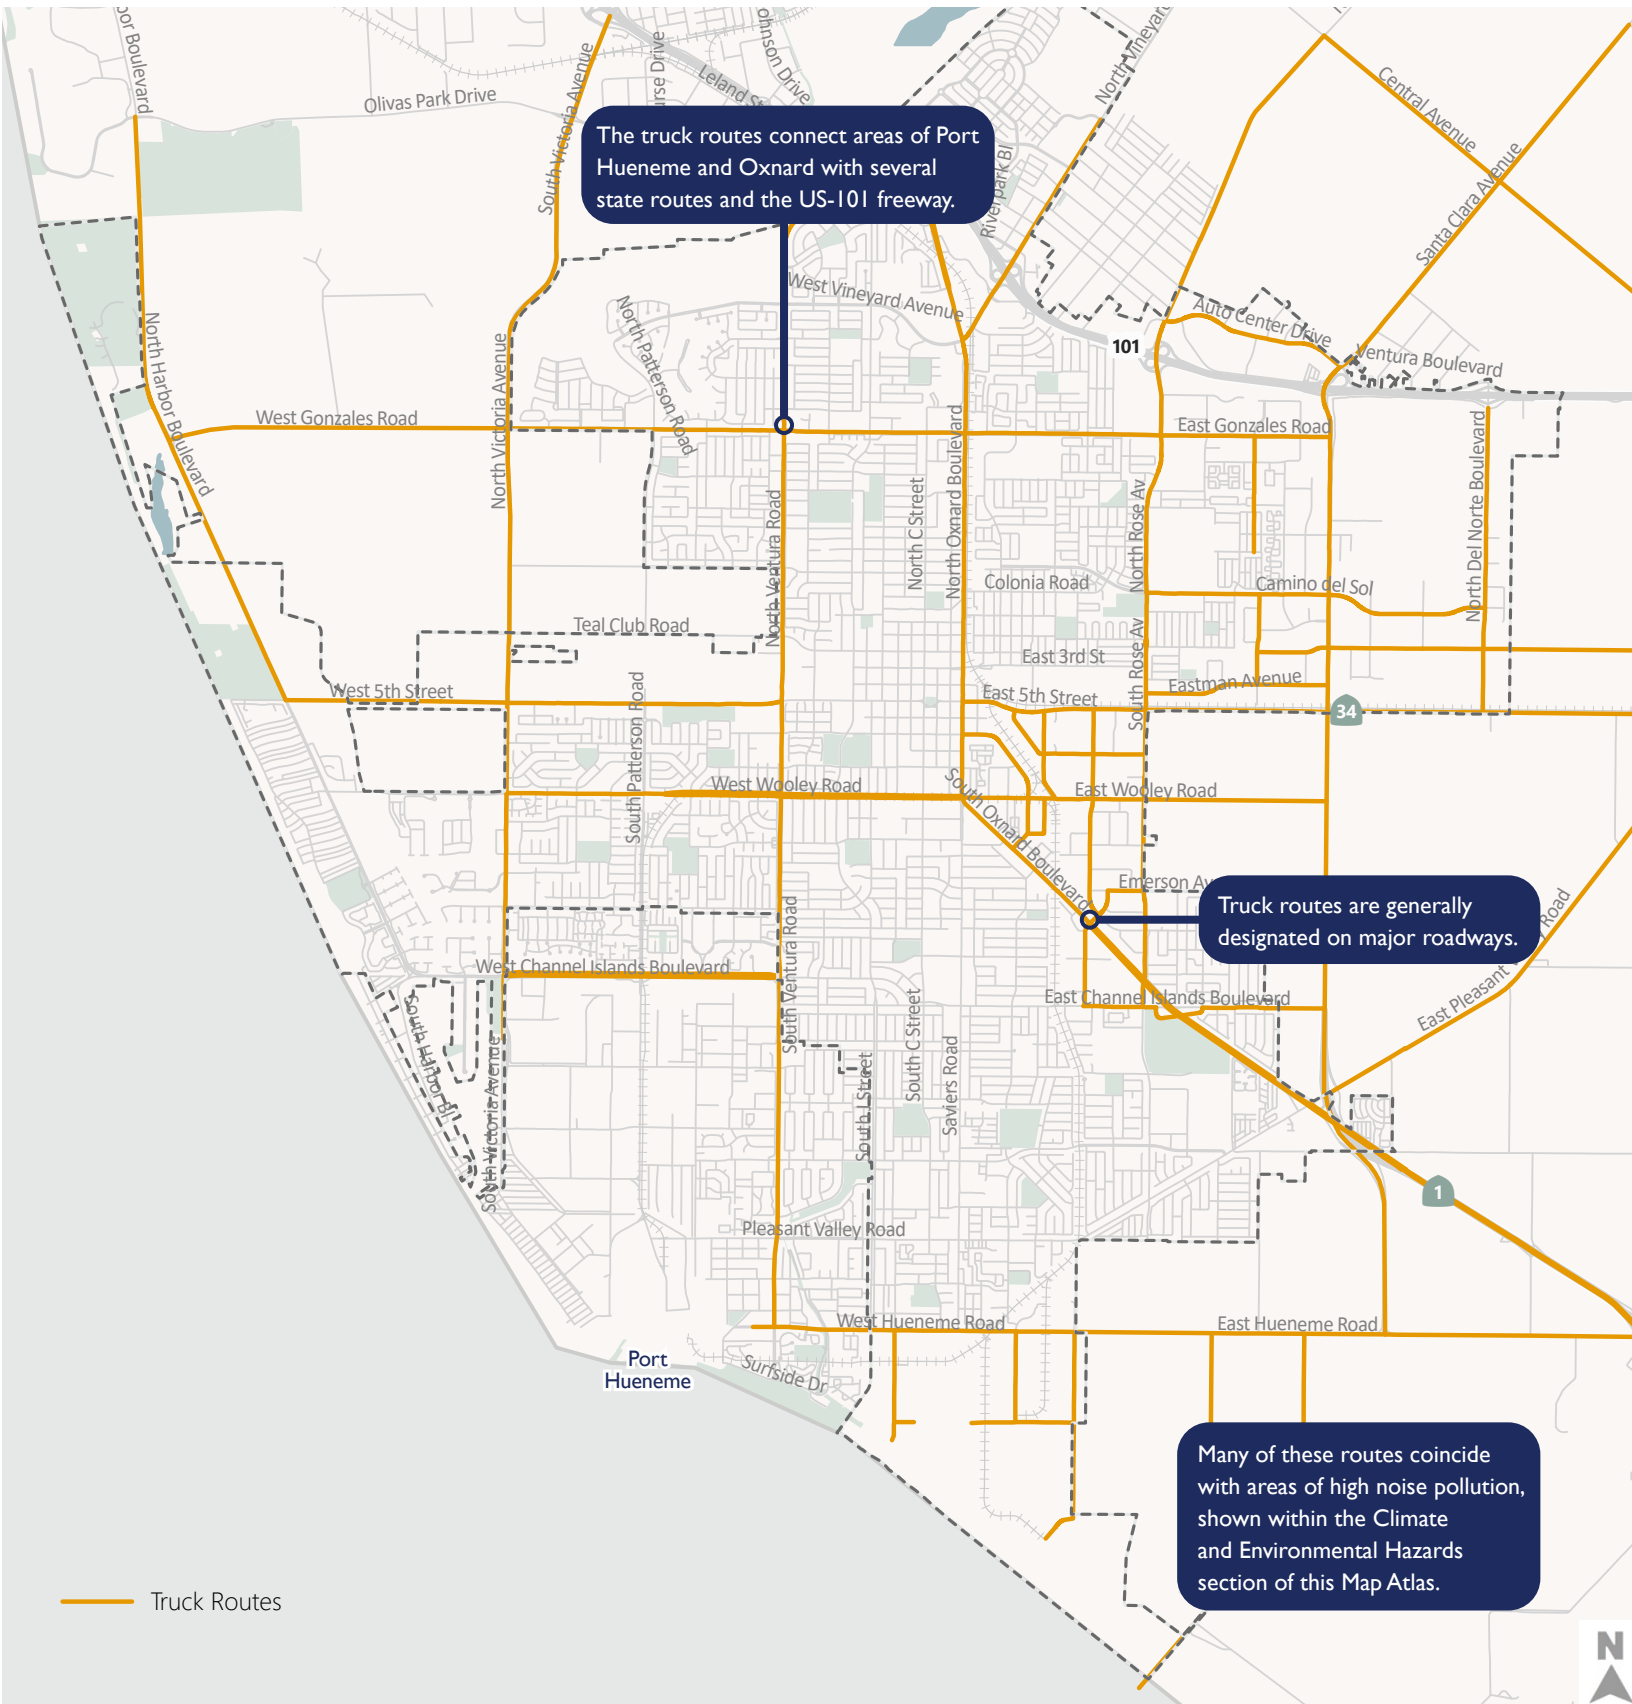 or Boulevard
Olivas Park Drive
South Victoria Avenue
urse Drive
Leland St
ohnson Drive
North Vineyard
Central Avenue
Santa Clara Avenue
The truck routes connect areas of Port
Hueneme and Oxnard with several
state routes and the US-101 freeway.
Riverpark Bl
West Vineyard Avenue
North Patterson Road
North Harbor Boulevard
North Victoria Avenue
101
Auto Center Drive
Ventura Boulevard
West Gonzales Road
East Gonzales Road
North Ventura Road
North C Street
North Oxnard Boulevard
North Rose Av
North Del Norte Boulevard
Colonia Road
Camino del Sol
Teal Club Road
East 3rd St
South Rose Av
West 5th Street
East 5th Street
Eastman Avenue
34
South Patterson Road
West Wooley Road
East Wooley Road
South Oxnard Boulevard
Emerson Av
Truck routes are generally
designated on major roadways.
East Pleasant
y Road
West Channel Islands Boulevard
South Ventura Road
East Channel Islands Boulevard
South Harbor Bl
South Victoria Avenue
South J Street
South C Street
Saviers Road
1
Pleasant Valley Road
West Hueneme Road
East Hueneme Road
Port
Hueneme
Surfside Dr
Many of these routes coincide
with areas of high noise pollution,
shown within the Climate
and Environmental Hazards
section of this Map Atlas.
Truck Routes
N